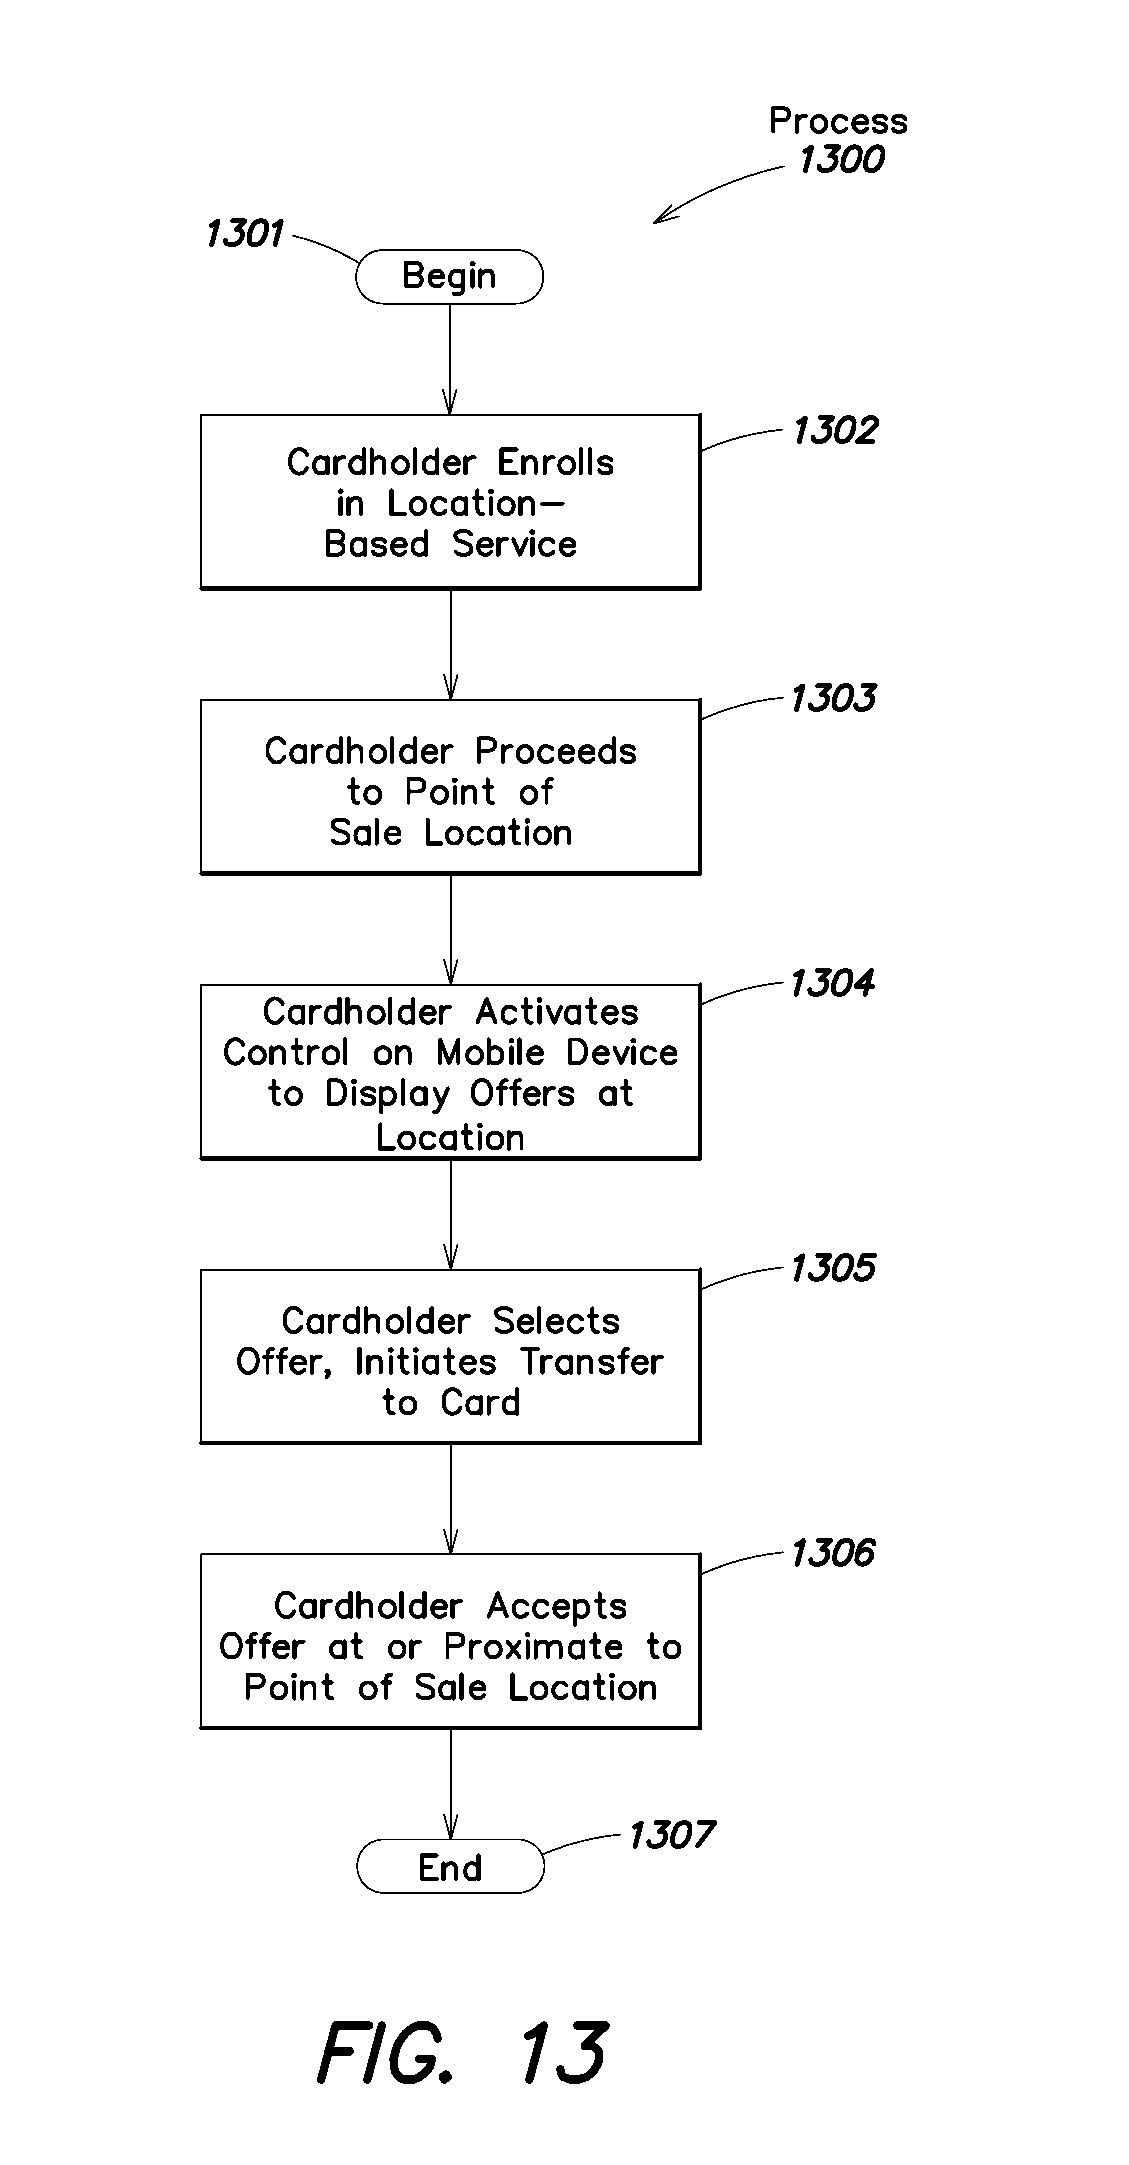 Process
1300
1301
Begin
1302
Cardholder Enrolls
in Location-
Based Service
1303
Cardholder Proceeds
to Point of
Sale Location
1304
Cardholder Activates
Control on Mobile Device
to Display Offers at
Location
1305
Cardholder Selects
Offer, Initiates Transfer
to Card
1306
Cardholder Accepts
Offer at or Proximate to
Point of Sale Location
1307
End
FIG. 13